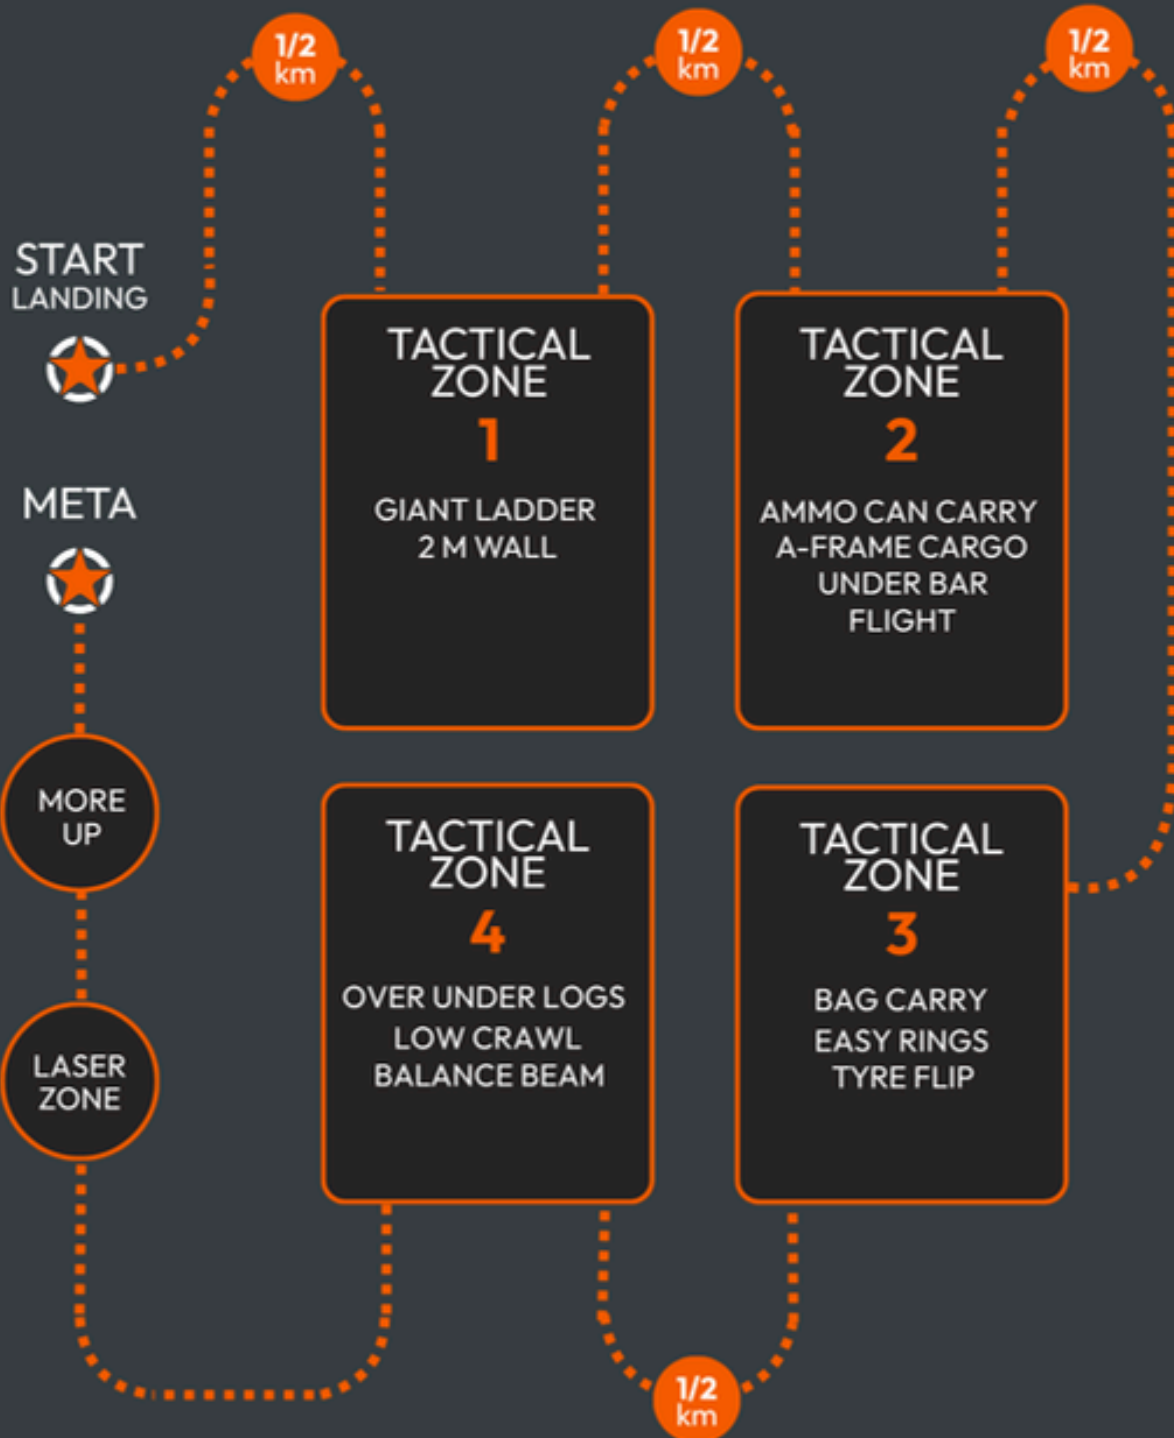 1/2
km
1/2
km
1/2
km
START
LANDING
META
TACTICAL
ZONE
1
GIANT LADDER
2 M WALL
TACTICAL
ZONE
2
AMMO CAN CARRY
A-FRAME CARGO
UNDER BAR
FLIGHT
MORE
UP
LASER
ZONE
TACTICAL
ZONE
4
OVER UNDER LOGS
LOW CRAWL
BALANCE BEAM
TACTICAL
ZONE
3
BAG CARRY
EASY RINGS
TYRE FLIP
1/2
km